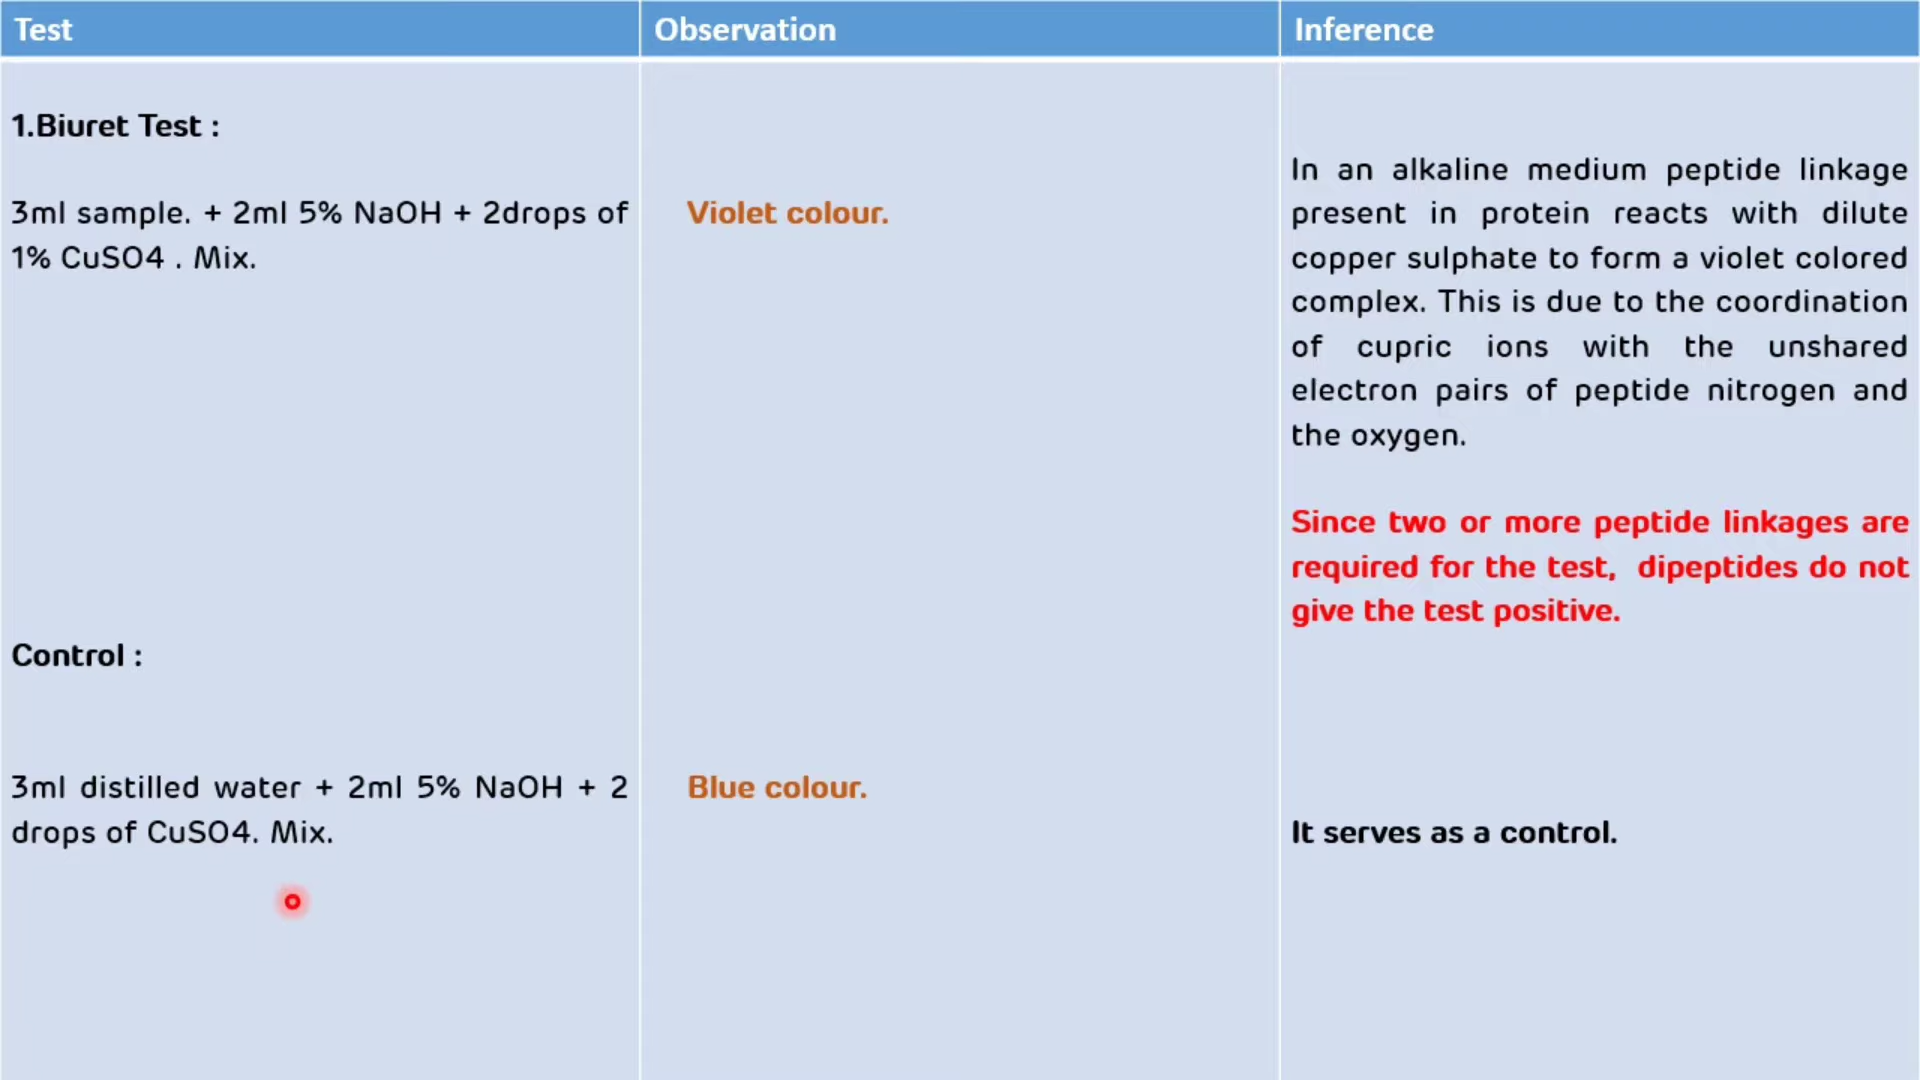 Test
Observation
Inference
1.Biuret Test :
3ml sample. + 2ml 5% NaOH + 2drops of
1% CuSO4 . Mix.
Violet colour.
In an alkaline medium peptide linkage
present in protein reacts with dilute
copper sulphate to form a violet colored
complex. This is due to the coordination
of cupric ions with the unshared
electron pairs of peptide nitrogen and
the oxygen.
Since two or more peptide linkages are
required for the test, dipeptides do not
give the test positive.
Control :
3ml distilled water + 2ml 5% NaOH + 2
drops of CuSO4. Mix.
Blue colour.
It serves as a control.